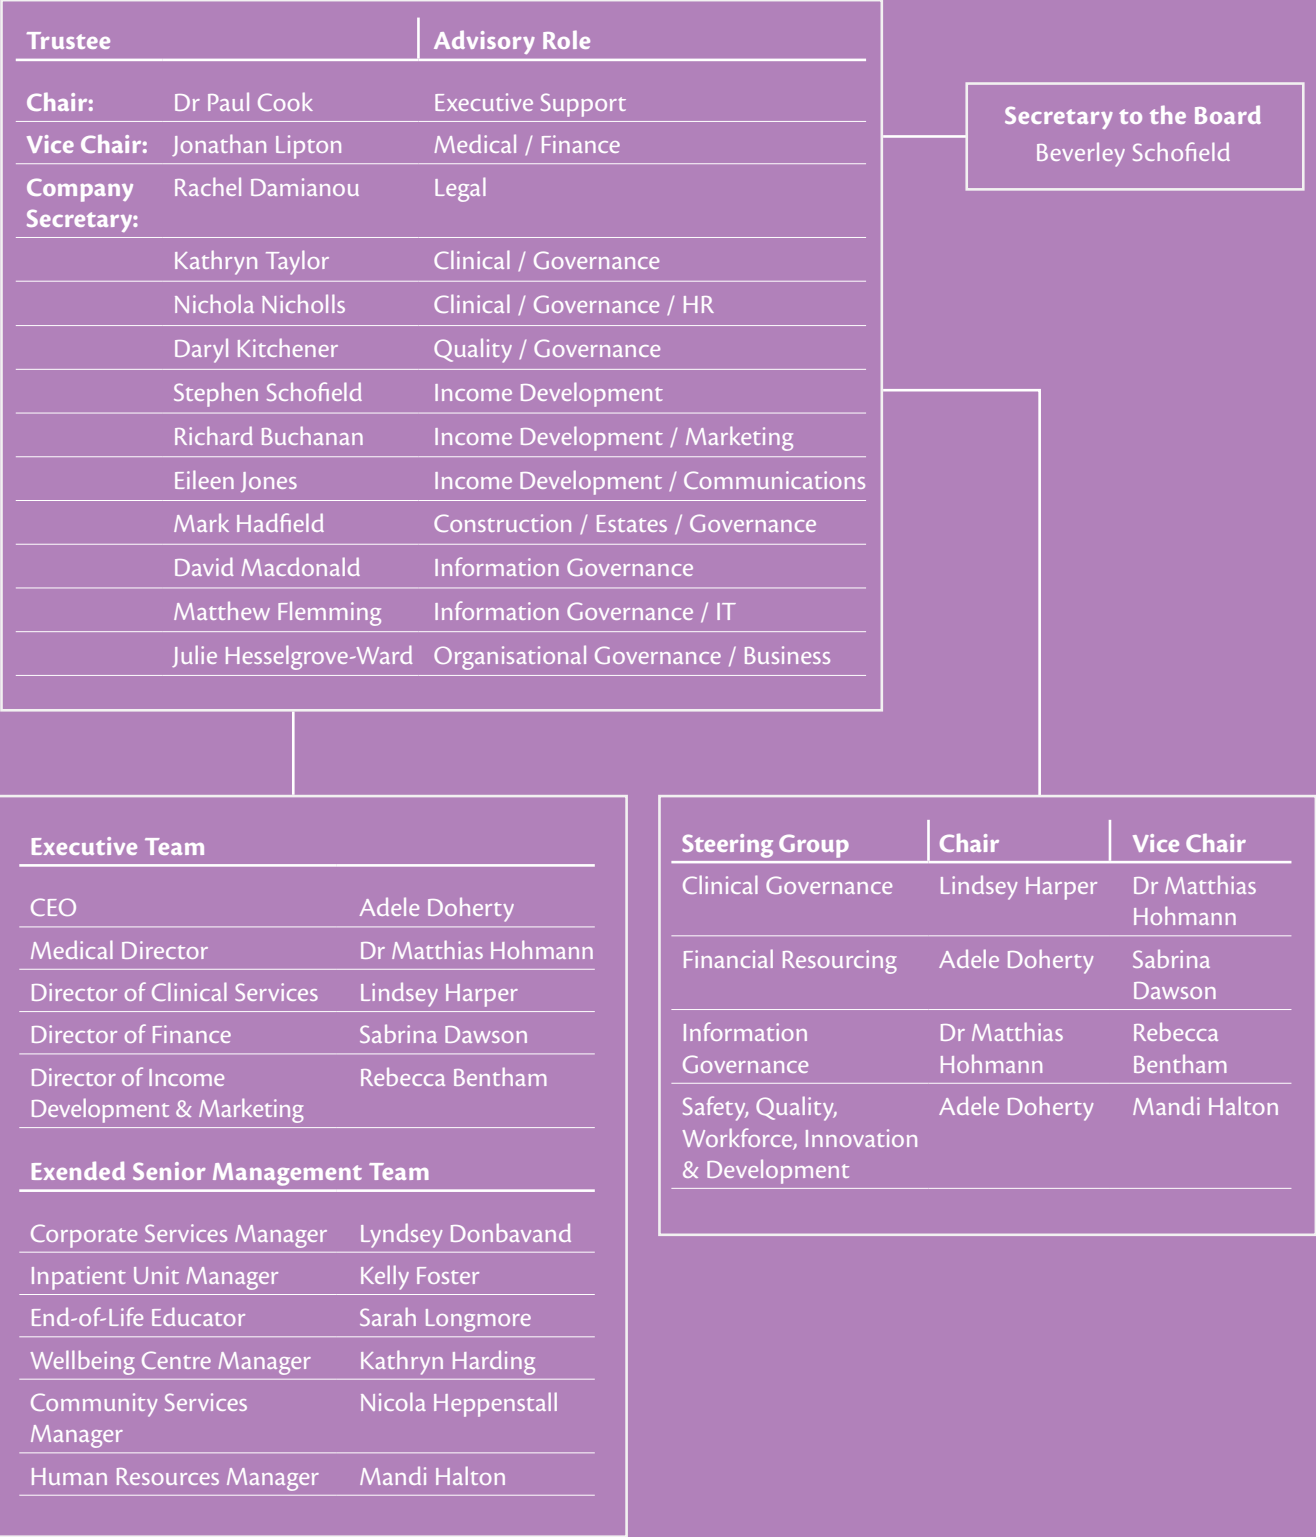 Trustee Advisory Role
Chair: Dr Paul Cook Executive Support
Vice Chair: Jonathan Lipton Medical / Finance
Company Rachel Damianou Legal
Secretary:
Kathryn Taylor Clinical / Governance
Nichola Nicholls Clinical / Governance / HR
Daryl Kitchener Quality / Governance
Stephen Schofield Income Development
Richard Buchanan Income Development / Marketing
Eileen Jones Income Development / Communications
Mark Hadfield Construction / Estates / Governance
David Macdonald Information Governance
Matthew Flemming Information Governance / IT
Julie Hesselgrove-Ward Organisational Governance / Business
Secretary to the Board
Beverley Schofield
Executive Team
CEO Adele Doherty
Medical Director Dr Matthias Hohmann
Director of Clinical Services Lindsey Harper
Director of Finance Sabrina Dawson
Director of Income Rebecca Bentham
Development & Marketing
Exended Senior Management Team
Corporate Services Manager Lyndsey Donbavand
Inpatient Unit Manager Kelly Foster
End-of-Life Educator Sarah Longmore
Wellbeing Centre Manager Kathryn Harding
Community Services Nicola Heppenstall
Manager
Human Resources Manager Mandi Halton
Steering Group Chair Vice Chair
Clinical Governance Lindsey Harper Dr Matthias
Hohmann
Financial Resourcing Adele Doherty Sabrina
Dawson
Information Dr Matthias Rebecca
Governance Hohmann Bentham
Safety, Quality, Adele Doherty Mandi Halton
Workforce, Innovation
& Development